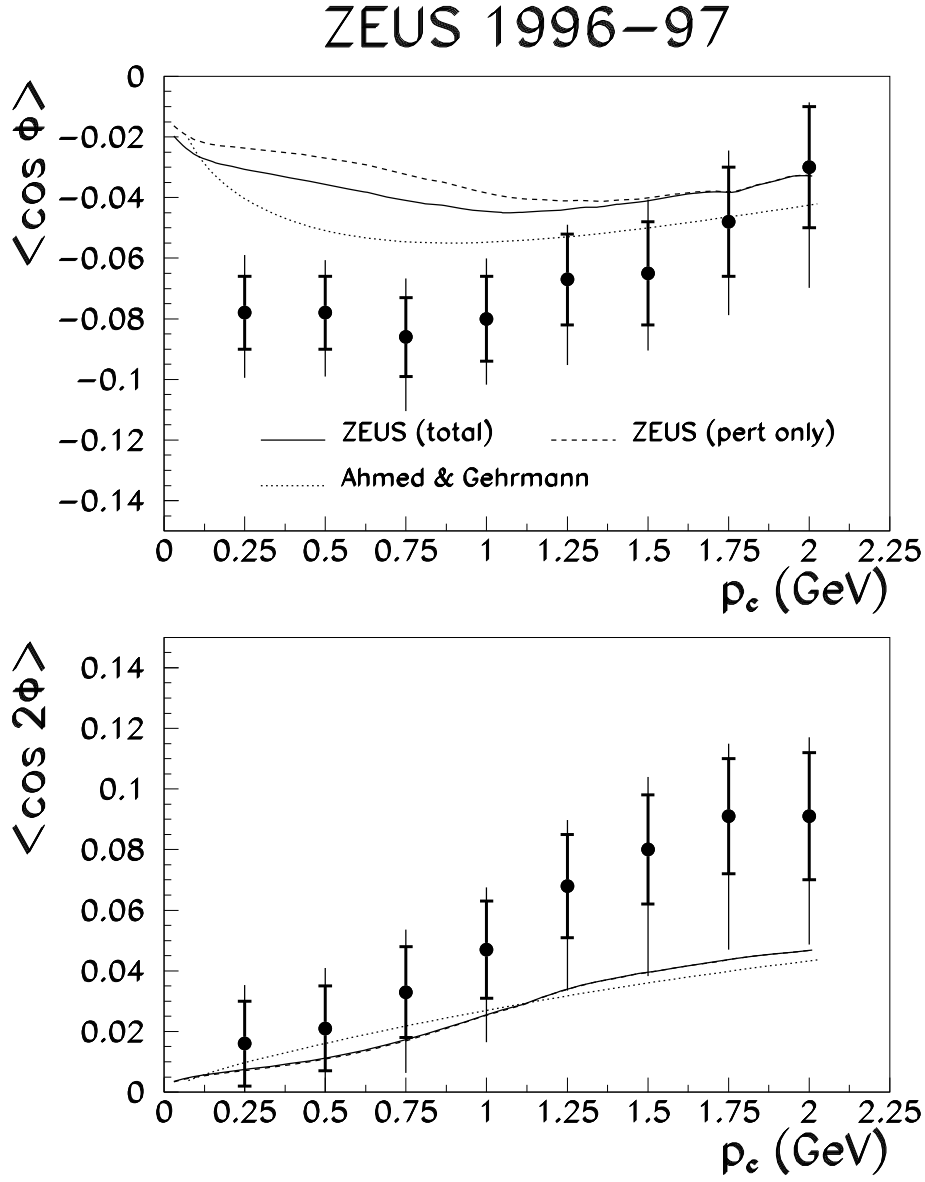 ZEUS 1996–97
<cos Φ>
0
−0.02
−0.04
−0.06
−0.08
−0.1
−0.12
−0.14
ZEUS (total)
ZEUS (pert only)
Ahmed & Gehrmann
0 0.25 0.5 0.75 1 1.25 1.5 1.75 2 2.25
pc (GeV)
<cos 2Φ>
0.14
0.12
0.1
0.08
0.06
0.04
0.02
0
0 0.25 0.5 0.75 1 1.25 1.5 1.75 2 2.25
pc (GeV)